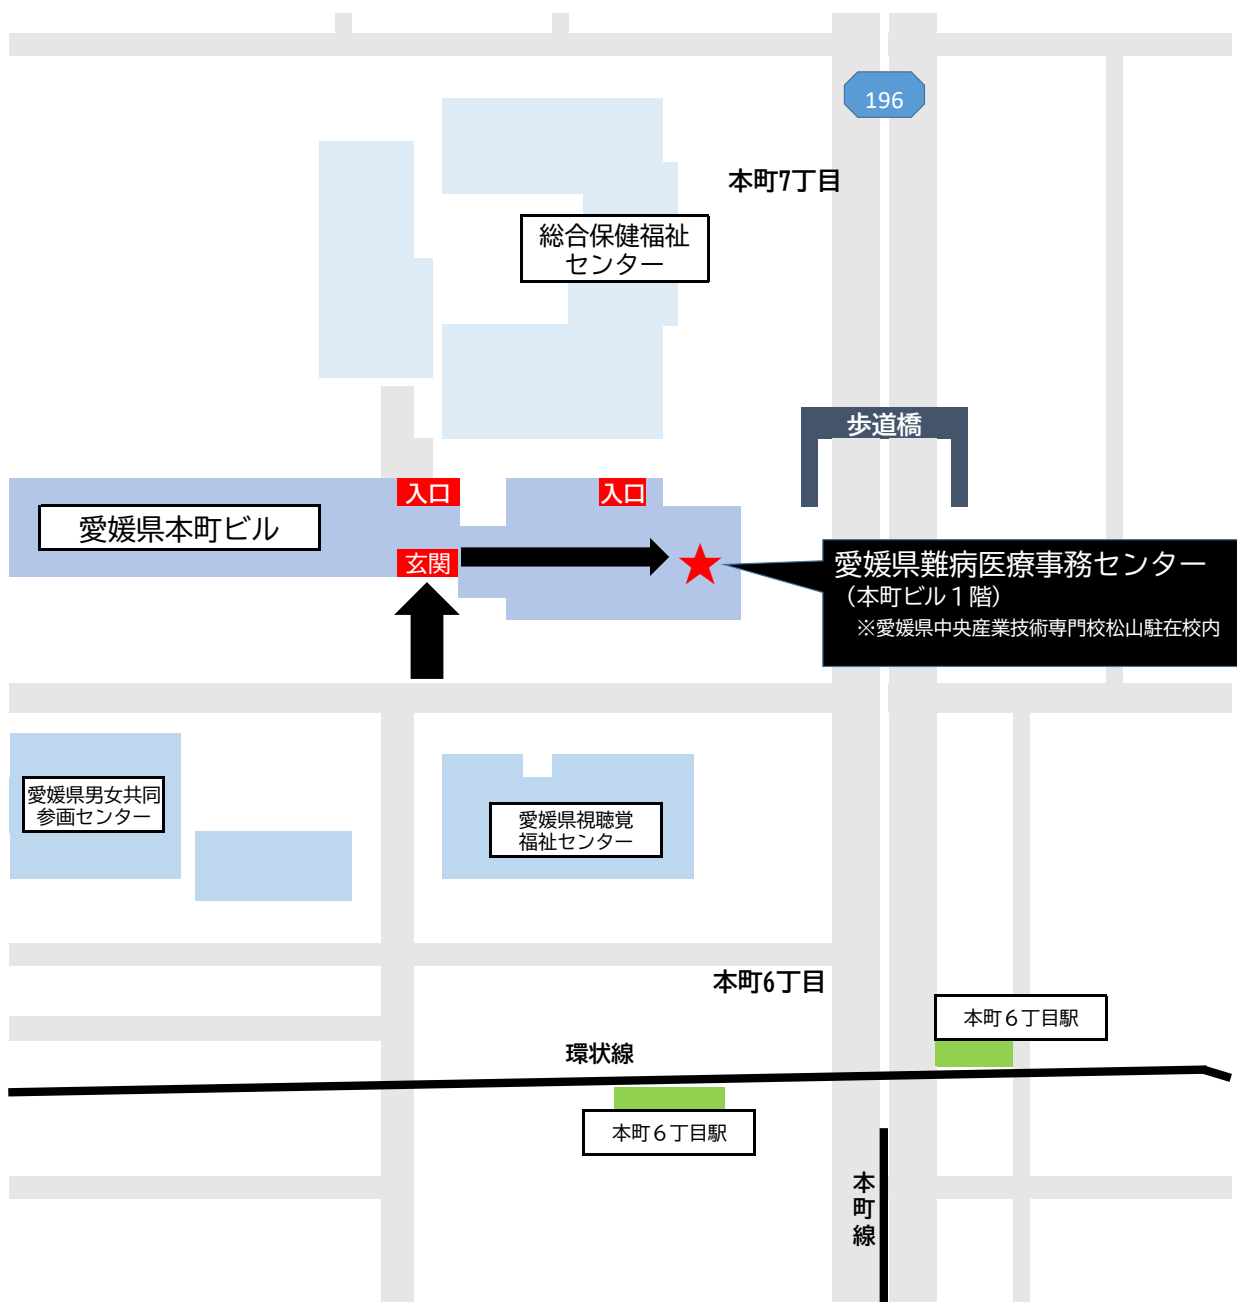 196
本町7丁目
総合保健福祉
センター
歩道橋
入口
入口
愛媛県本町ビル
玄関
愛媛県難病医療事務センター
（本町ビル１階）
※愛媛県中央産業技術専門校松山駐在校内
愛媛県男女共同
参画センター
愛媛県視聴覚
福祉センター
本町6丁目
本町６丁目駅
環状線
本町６丁目駅
本町線